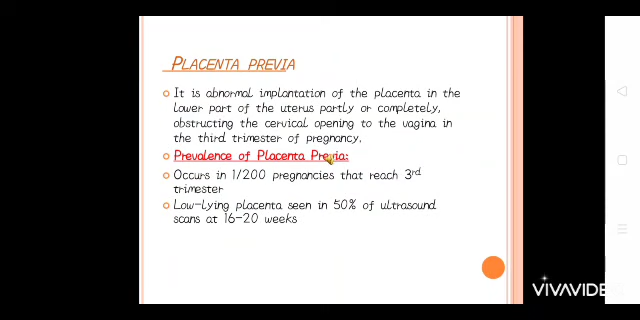 PLACENTA PREVIA
It is abnormal implantation of the placenta in the
lower part of the uterus partly or completely,
obstructing the cervical opening to the vagina in
the third trimester of pregnancy.
Prevalence of Placenta Previa:
Occurs in 1/200 pregnancies that reach 3rd
trimester
Low-lying placenta seen in 50% of ultrasound
scans at 16-20 weeks
VIVAVIDEO